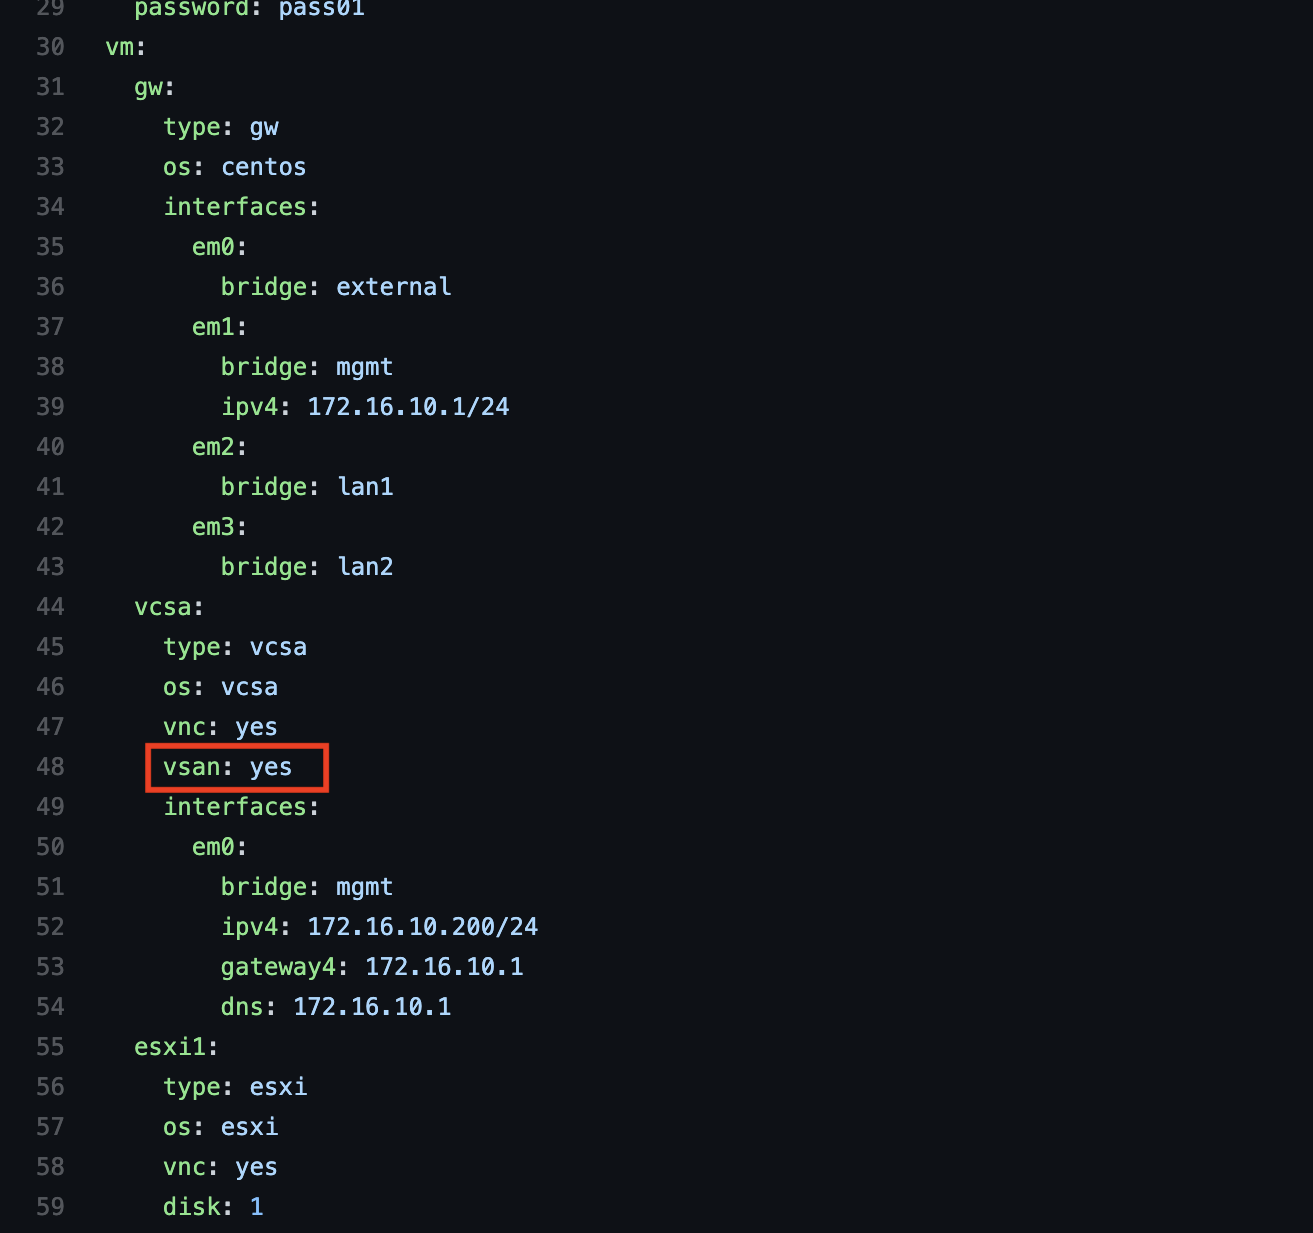 29 password: pass01
30 vm:
31 gw:
32 type: gw
33 os: centos
34 interfaces:
35 em0:
36 bridge: external
37 em1:
38 bridge: mgmt
39 ipv4: 172.16.10.1/24
40 em2:
41 bridge: lan1
42 em3:
43 bridge: lan2
44 vcsa:
45 type: vcsa
46 os: vcsa
47 vnc: yes
48 vsan: yes
49 interfaces:
50 em0:
51 bridge: mgmt
52 ipv4: 172.16.10.200/24
53 gateway4: 172.16.10.1
54 dns: 172.16.10.1
55 esxi1:
56 type: esxi
57 os: esxi
58 vnc: yes
59 disk: 1